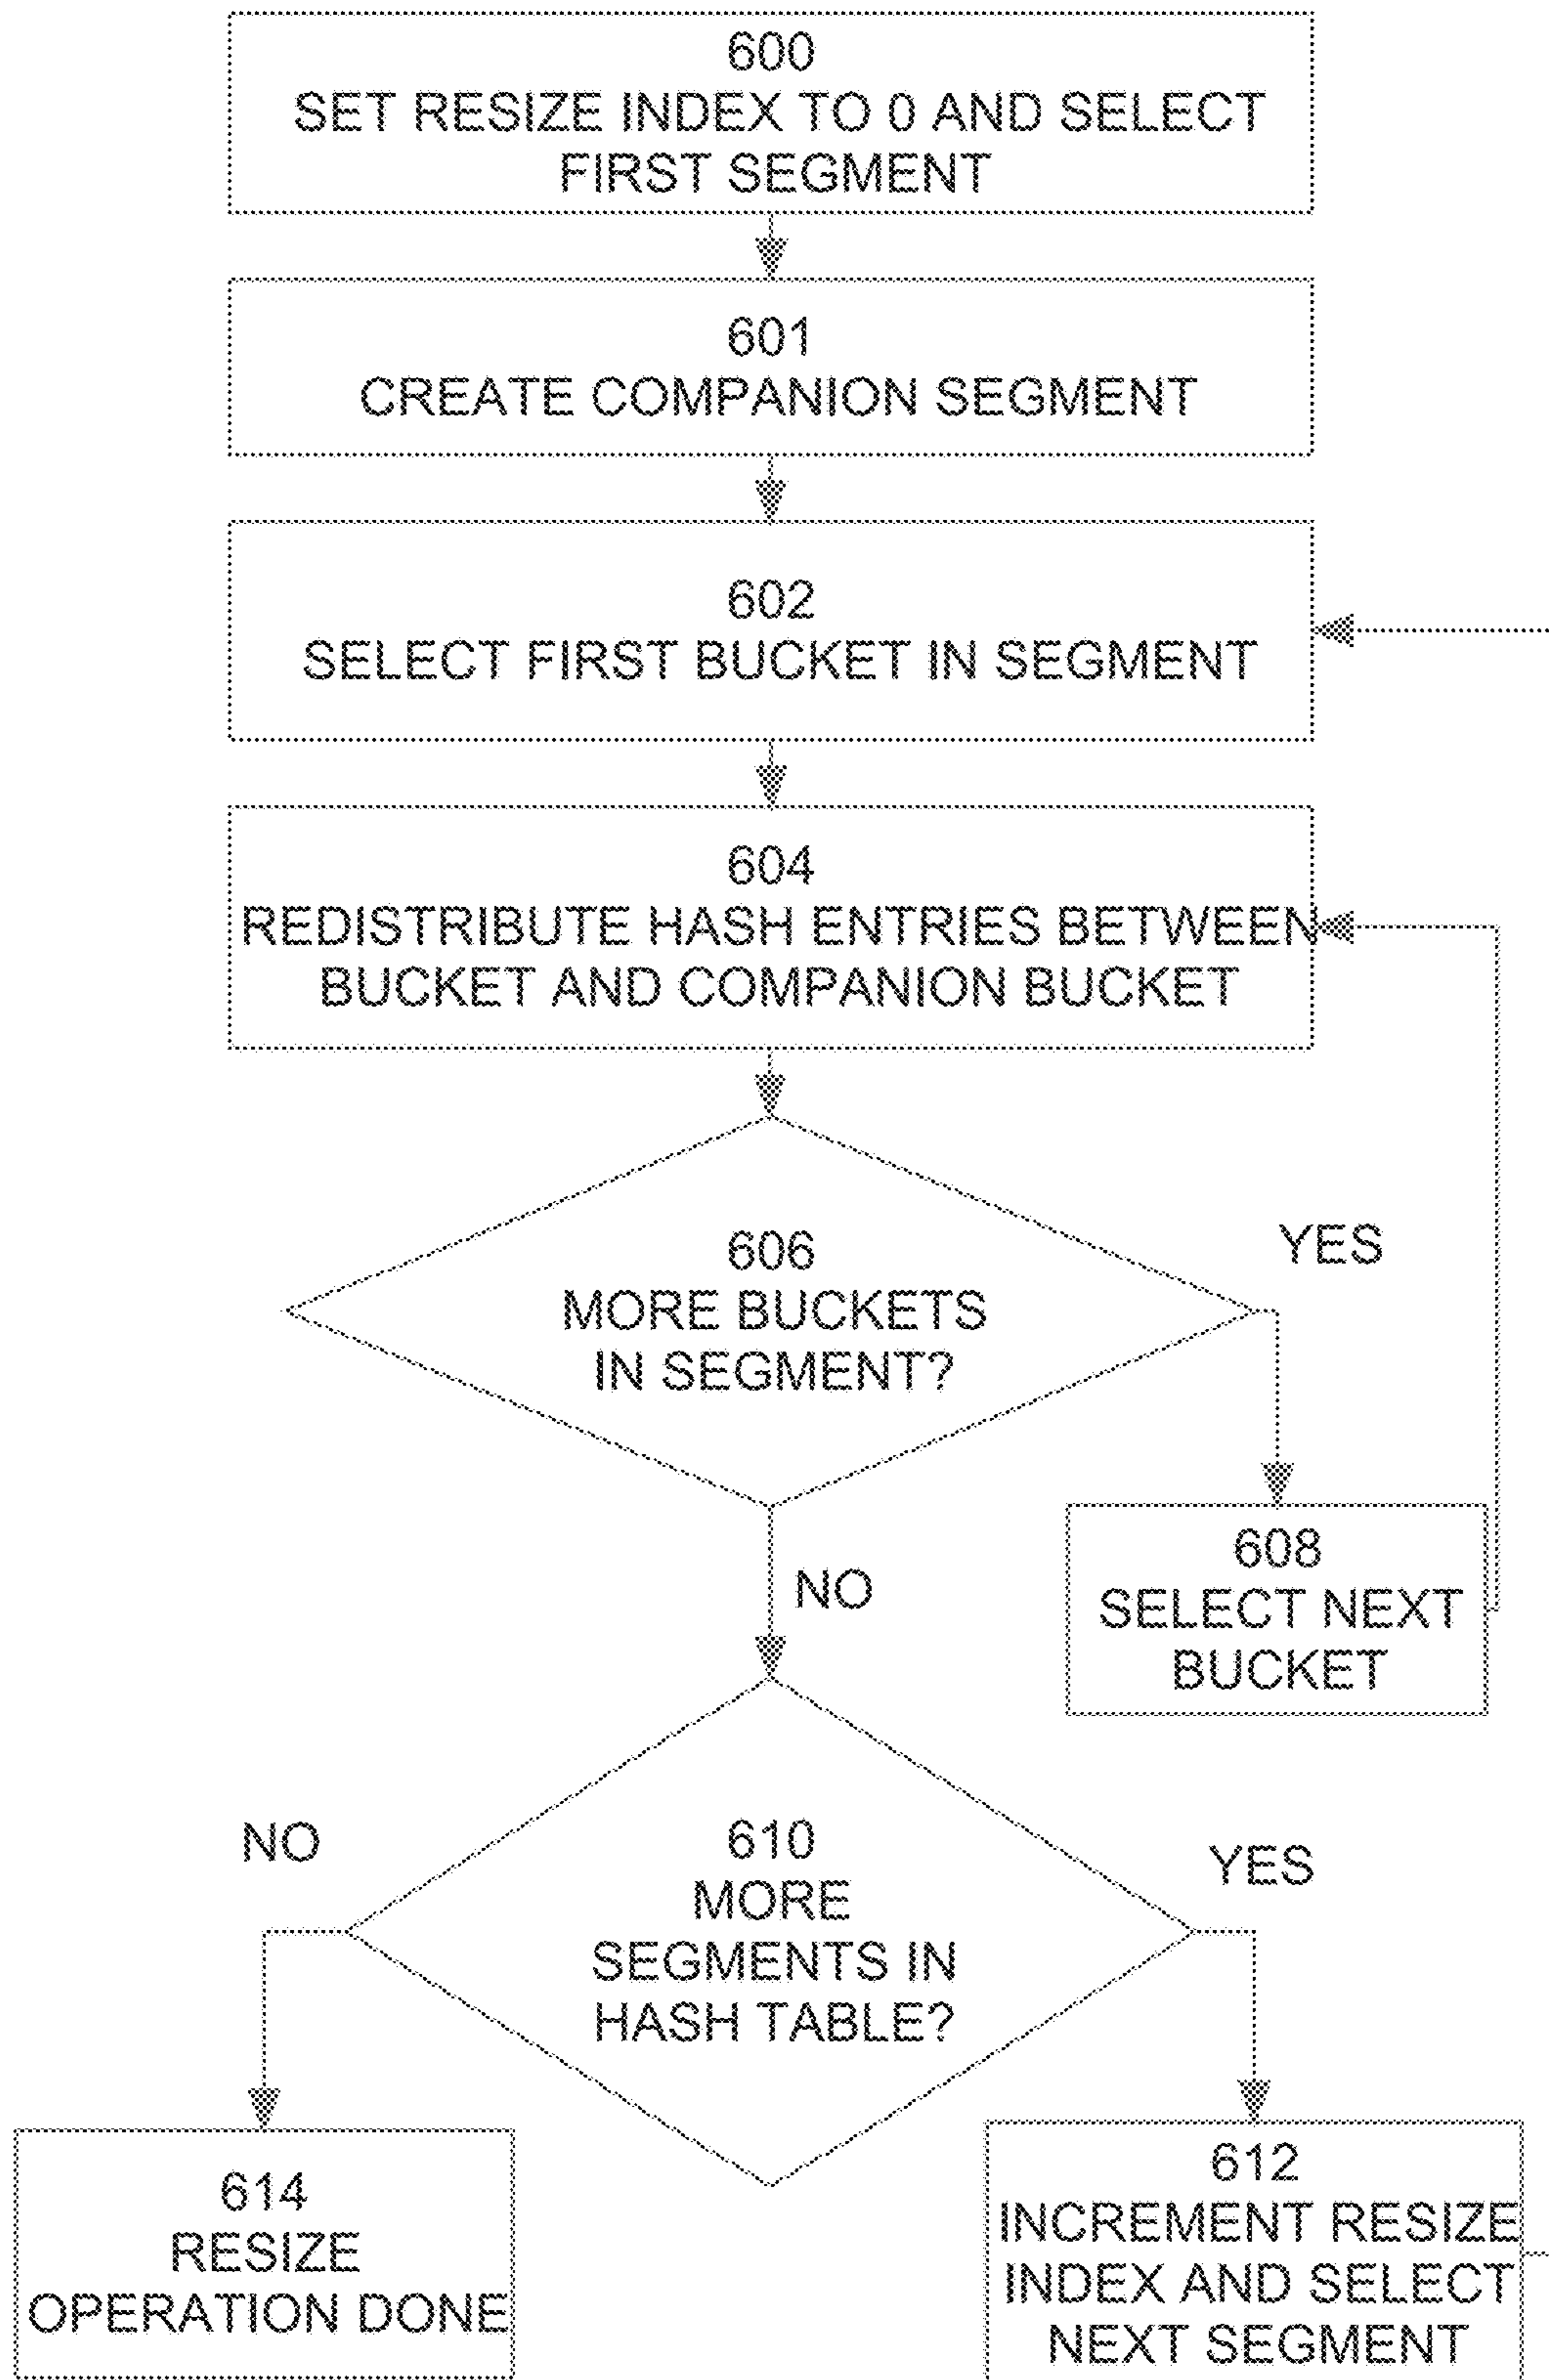 600
SET RESIZE INDEX TO 0 AND SELECT
FIRST SEGMENT
601
CREATE COMPANION SEGMENT
602
SELECT FIRST BUCKET IN SEGMENT
604
REDISTRIBUTE HASH ENTRIES BETWEEN
BUCKET AND COMPANION BUCKET
606
MORE BUCKETS
IN SEGMENT?
YES
NO
608
SELECT NEXT
BUCKET
610
MORE
SEGMENTS IN
HASH TABLE?
NO
YES
614
RESIZE
OPERATION DONE
612
INCREMENT RESIZE
INDEX AND SELECT
NEXT SEGMENT